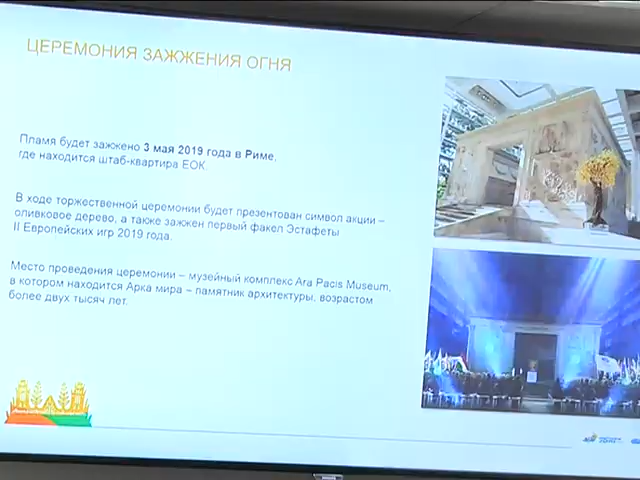 ЦЕРЕМОНИЯ ЗАЖЖЕНИЯ ОГНЯ
Пламя будет зажжено 3 мая 2019 года в Риме,
где находится штаб-квартира ЕОК.
В ходе торжественной церемонии будет презентован символ акции –
оливковое дерево, а также зажжен первый факел Эстафеты
II Европейских игр 2019 года.
Место проведения церемонии – музейный комплекс Ara Pacis Museum,
в котором находится Арка мира – памятник архитектуры, возрастом
более двух тысяч лет.